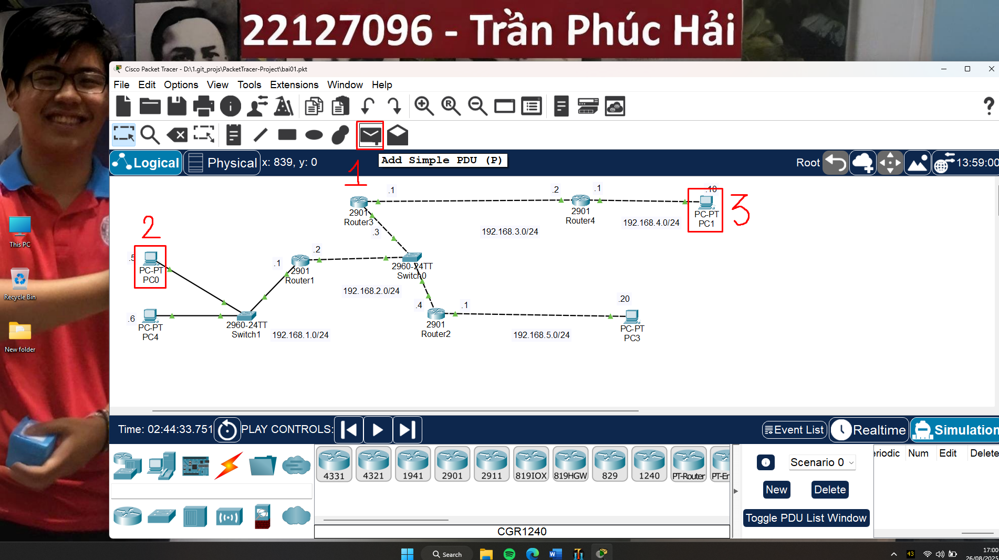 22127096 - Trần Phúc Hải
Cisco Packet Tracer - D:\1.git_projs\PacketTracer-Project\bai01.pkt
File Edit Options View Tools Extensions Window Help
Logical Physical x: 839, y: 0
Add Simple PDU (P)
Root 13:59:00
1
.1
.2
.1
.10
2901
Router3
2901
Router4
PC-PT
PC1
3
192.168.4.0/24
192.168.3.0/24
.3
2
.5
PC-PT
PC0
.1
.2
2901
Router1
2960-24TT
Switch0
192.168.2.0/24
.4
.1
.20
.6
PC-PT
PC4
2960-24TT
Switch1
192.168.1.0/24
2901
Router2
192.168.5.0/24
PC-PT
PC3
This PC
Recycle Bin
New folder
Time: 02:44:33.751 PLAY CONTROLS:
Event List Realtime Simulation
4331 4321 1941 2901 2911 819IOX 819HGW 829 1240 PT-Router PT-Em
Scenario 0
New Delete
Toggle PDU List Window
eriodic Num Edit Delete
CGR1240
Search
43
17:00
26/08/2025